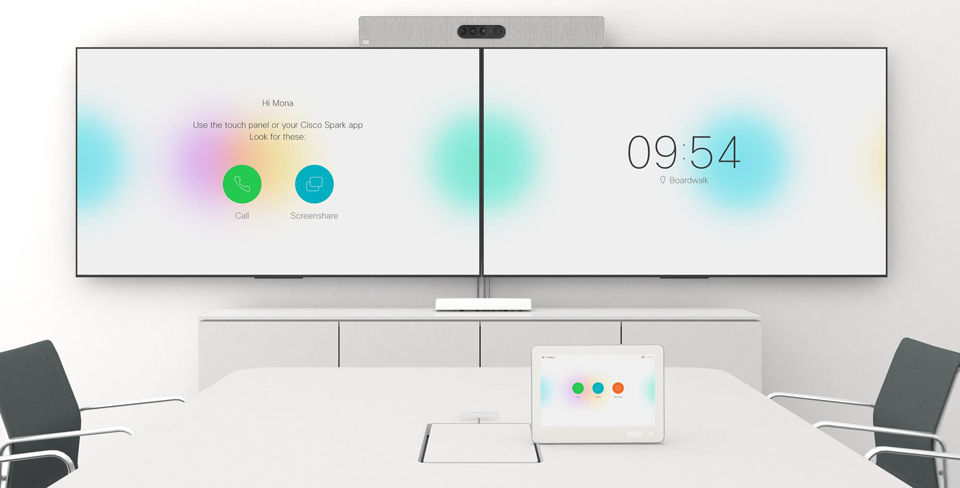 Hi Mona
Use the touch panel or your Cisco Spark app
Look for these:
Call
Screenshare
09:54
Boardwalk